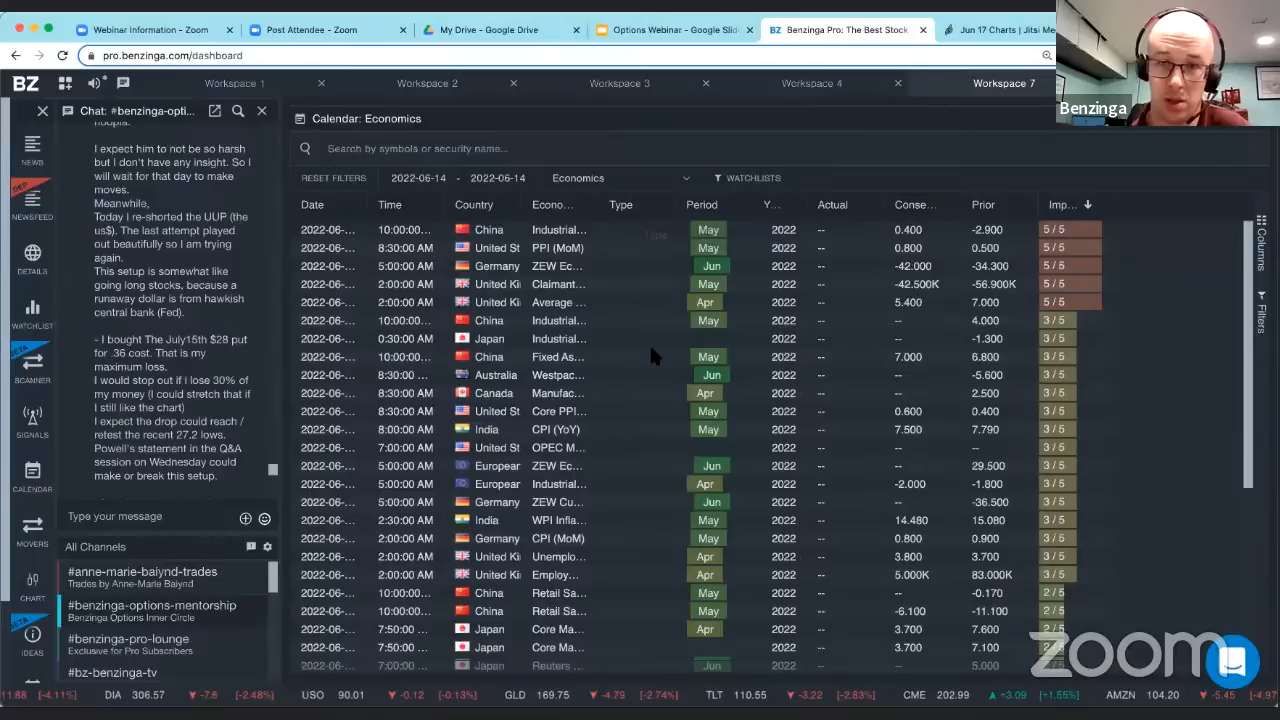 Webinar Information - Zoom
Post Attendee - Zoom
My Drive - Google Drive
Options Webinar - Google Slid
BZ Benzinga Pro: The Best Stock
Jun 17 Charts | Jitsi Me
pro.benzinga.com/dashboard
Benzinga
BZ
Workspace 1
Workspace 2
Workspace 3
Workspace 4
Workspace 7
NEWS
DEP
NEWSFEED
DETAILS
WATCHLIST
BETA
SCANNER
SIGNALS
CALENDAR
MOVERS
CHART
BETA
IDEAS
Chat: #benzinga-opti...
I expect him to not be so harsh
but I don't have any insight. So I
will wait for that day to make
moves.
Meanwhile,
Today I re-shorted the UUP (the
us$). The last attempt played
out beautifully so I am trying
again.
This setup is somewhat like
going long stocks, because a
runaway dollar is from hawkish
central bank (Fed).
- I bought The July15th $28 put
for .36 cost. That is my
maximum loss.
I would stop out if i lose 30% of
my money (I could stretch that if
I still like the chart)
I expect the drop could reach /
retest the recent 27.2 lows.
Powell's statement in the Q&A
session on Wednesday could
make or break this setup.
Type your message
All Channels
#anne-marie-baiynd-trades
Trades by Anne-Marie Baiynd
#benzinga-options-mentorship
Benzinga Options Inner Circle
#benzinga-pro-lounge
Exclusive for Pro Subscribers
#bz-benzinga-tv
Calendar: Economics
Search by symbols or security name...
RESET FILTERS 2022-06-14 - 2022-06-14 Economics WATCHLISTS
Date Time Country Econo... Type Period Y... Actual Conse... Prior Imp...
2022-06-... 10:00:00... China Industrial... May 2022 -- 0.400 -2.900 5 / 5
2022-06-... 8:30:00 AM United St PPI (MoM) May 2022 -- 0.800 0.500 5 / 5
2022-06-... 5:00:00 AM Germany ZEW Ec... Jun 2022 -- -42.000 -34.300 5 / 5
2022-06-... 2:00:00 AM United Ki Claimant... May 2022 -- -42.500K -56.900K 5 / 5
2022-06-... 2:00:00 AM United Ki Average ... Apr 2022 -- 5.400 7.000 5 / 5
2022-06-... 10:00:00... China Industrial... May 2022 -- -- 4.000 3 / 5
2022-06-... 0:30:00 AM Japan Industrial... 2022 -- -- -1.300 3 / 5
2022-06-... 10:00:00... China Fixed As... May 2022 -- 7.000 6.800 3 / 5
2022-06-... 8:30:00 ... Australia Westpac... Jun 2022 -- -- -5.600 3 / 5
2022-06-... 8:30:00 AM Canada Manufac... Apr 2022 -- -- 2.500 3 / 5
2022-06-... 8:30:00 AM United St Core PPI... May 2022 -- 0.600 0.400 3 / 5
2022-06-... 8:00:00 AM India CPI (YoY) May 2022 -- 7.500 7.790 3 / 5
2022-06-... 7:00:00 AM United St OPEC M... 2022 -- -- -- 3 / 5
2022-06-... 5:00:00 AM European ZEW Ec... Jun 2022 -- -- 29.500 3 / 5
2022-06-... 5:00:00 AM European Industrial... Apr 2022 -- -2.000 -1.800 3 / 5
2022-06-... 5:00:00 AM Germany ZEW Cu... Jun 2022 -- -- -36.500 3 / 5
2022-06-... 2:30:00 AM India WPI Infla... May 2022 -- 14.480 15.080 3 / 5
2022-06-... 2:00:00 AM Germany CPI (MoM) May 2022 -- 0.800 0.900 3 / 5
2022-06-... 2:00:00 AM United Ki Unemplo... Apr 2022 -- 3.800 3.700 3 / 5
2022-06-... 2:00:00 AM United Ki Employ... Apr 2022 -- 5.000K 83.000K 3 / 5
2022-06-... 10:00:00... China Retail Sa... May 2022 -- -- -0.170 2 / 5
2022-06-... 10:00:00... China Retail Sa... May 2022 -- -6.100 -11.100 2 / 5
2022-06-... 7:50:00 ... Japan Core Ma... Apr 2022 -- 3.700 7.600 2 / 5
2022-06-... 7:50:00 ... Japan Core Ma... 2022 -- 3.700 7.100
2022-06-... 7:00:00 ... Japan Reuters ... Jun 2022 -- -- 5.000
Columns
Filters
zoom
11.88 [-4.11%] DIA 306.57 -7.8 [-2.48%] USO 90.01 -0.12 [-0.13%] GLD 169.75 -4.79 [-2.74%] TLT 110.55 -3.22 [-2.83%] CME 202.99 +3.09 [+1.55%] AMZN 104.20 -5.45 [-4.97